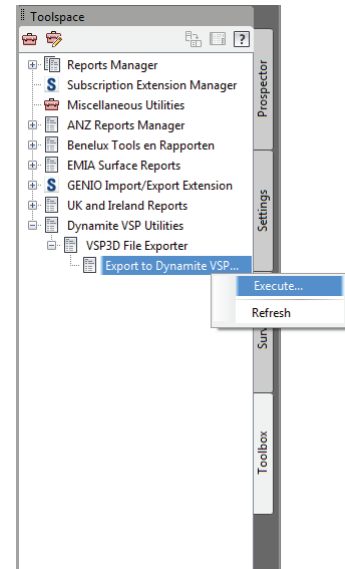 Toolspace
?
Reports Manager
S Subscription Extension Manager
Miscellaneous Utilities
ANZ Reports Manager
Benelux Tools en Rapporten
EMIA Surface Reports
S GENIO Import/Export Extension
UK and Ireland Reports
Dynamite VSP Utilities
VSP3D File Exporter
Export to Dynamite VSP...
Execute...
Refresh
Prospector
Settings
Surv
Toolbox